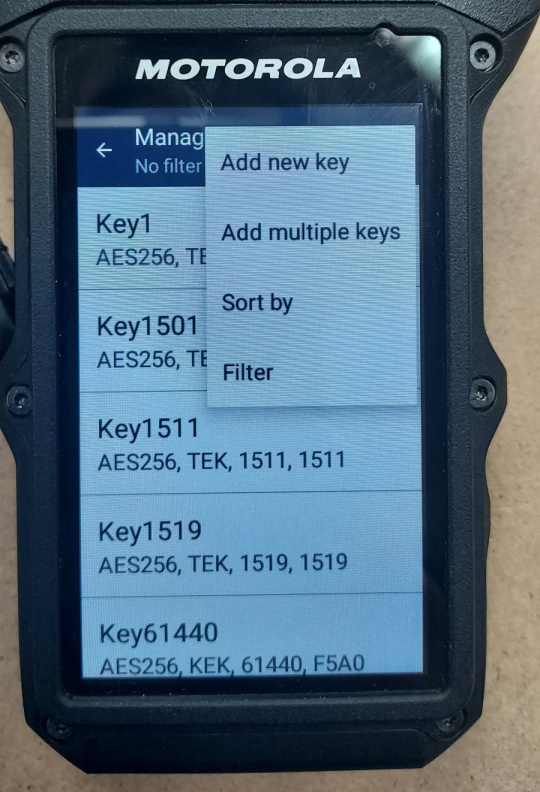 MOTOROLA
Manag
No filter
Add new key
Add multiple keys
Sort by
Filter
Key1
AES256, TE
Key1501
AES256, TE
Key1511
AES256, TEK, 1511, 1511
Key1519
AES256, TEK, 1519, 1519
Key61440
AES256, KEK, 61440, F5A0